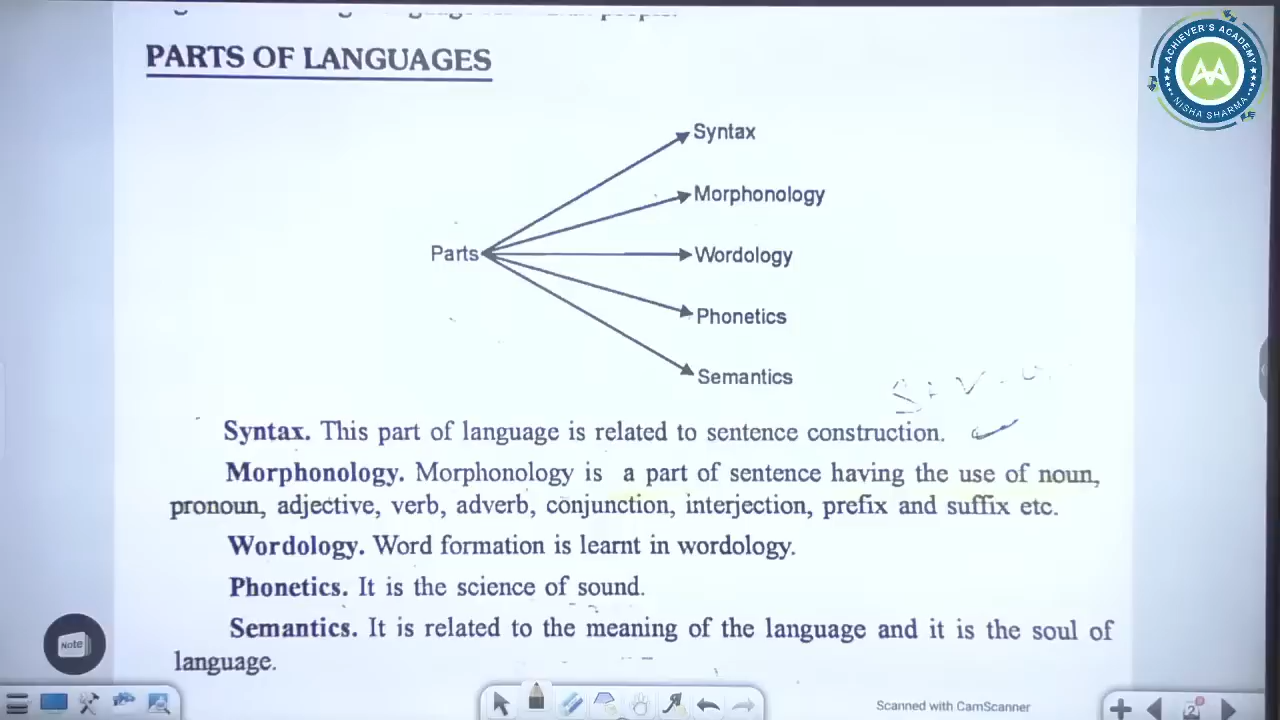 PARTS OF LANGUAGES
Syntax
Morphonology
Parts
Wordology
Phonetics
Semantics
Syntax. This part of language is related to sentence construction.
Morphonology. Morphonology is a part of sentence having the use of noun,
pronoun, adjective, verb, adverb, conjunction, interjection, prefix and suffix etc.
Wordology. Word formation is learnt in wordology.
Phonetics. It is the science of sound.
Semantics. It is related to the meaning of the language and it is the soul of
language.
ACHIEVER'S ACADEMY
AA
NISHA SHARMA
Note
Scanned with CamScanner